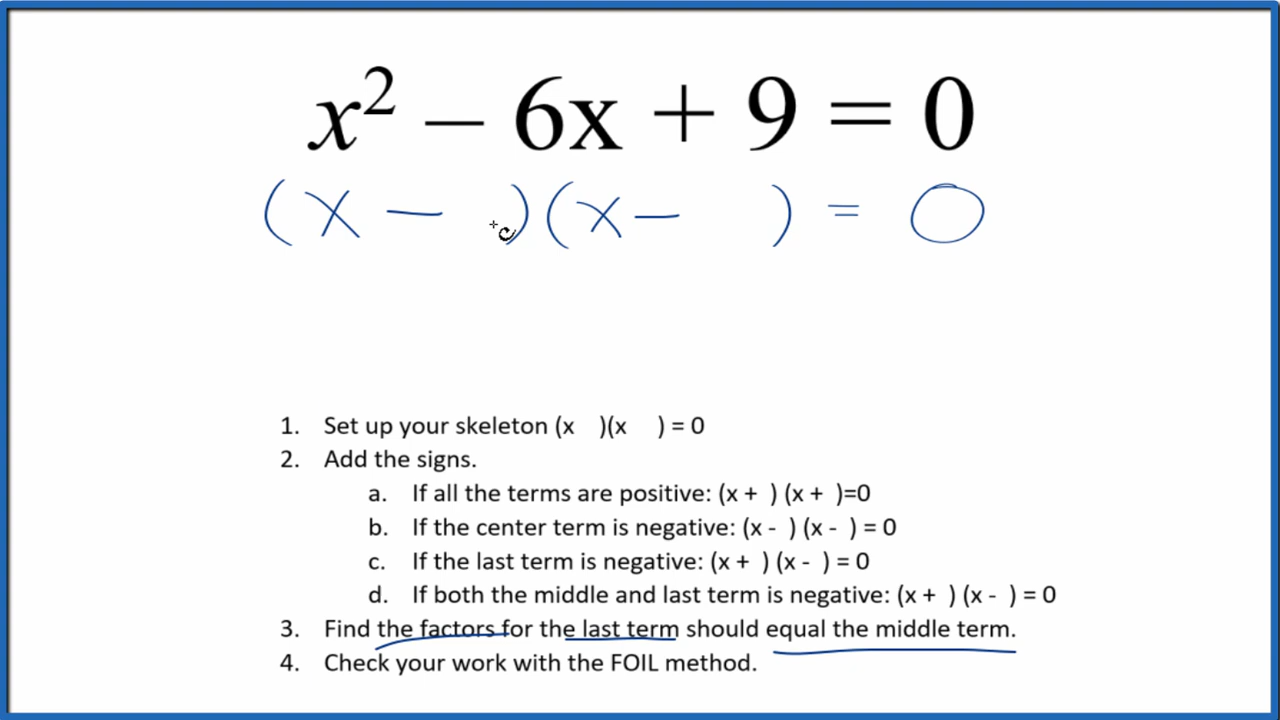 x² – 6x + 9 = 0
(x – )(x – ) = 0
1. Set up your skeleton (x )(x ) = 0
2. Add the signs.
a. If all the terms are positive: (x + ) (x + )=0
b. If the center term is negative: (x - ) (x - ) = 0
c. If the last term is negative: (x + ) (x - ) = 0
d. If both the middle and last term is negative: (x + ) (x - ) = 0
3. Find the factors for the last term should equal the middle term.
4. Check your work with the FOIL method.